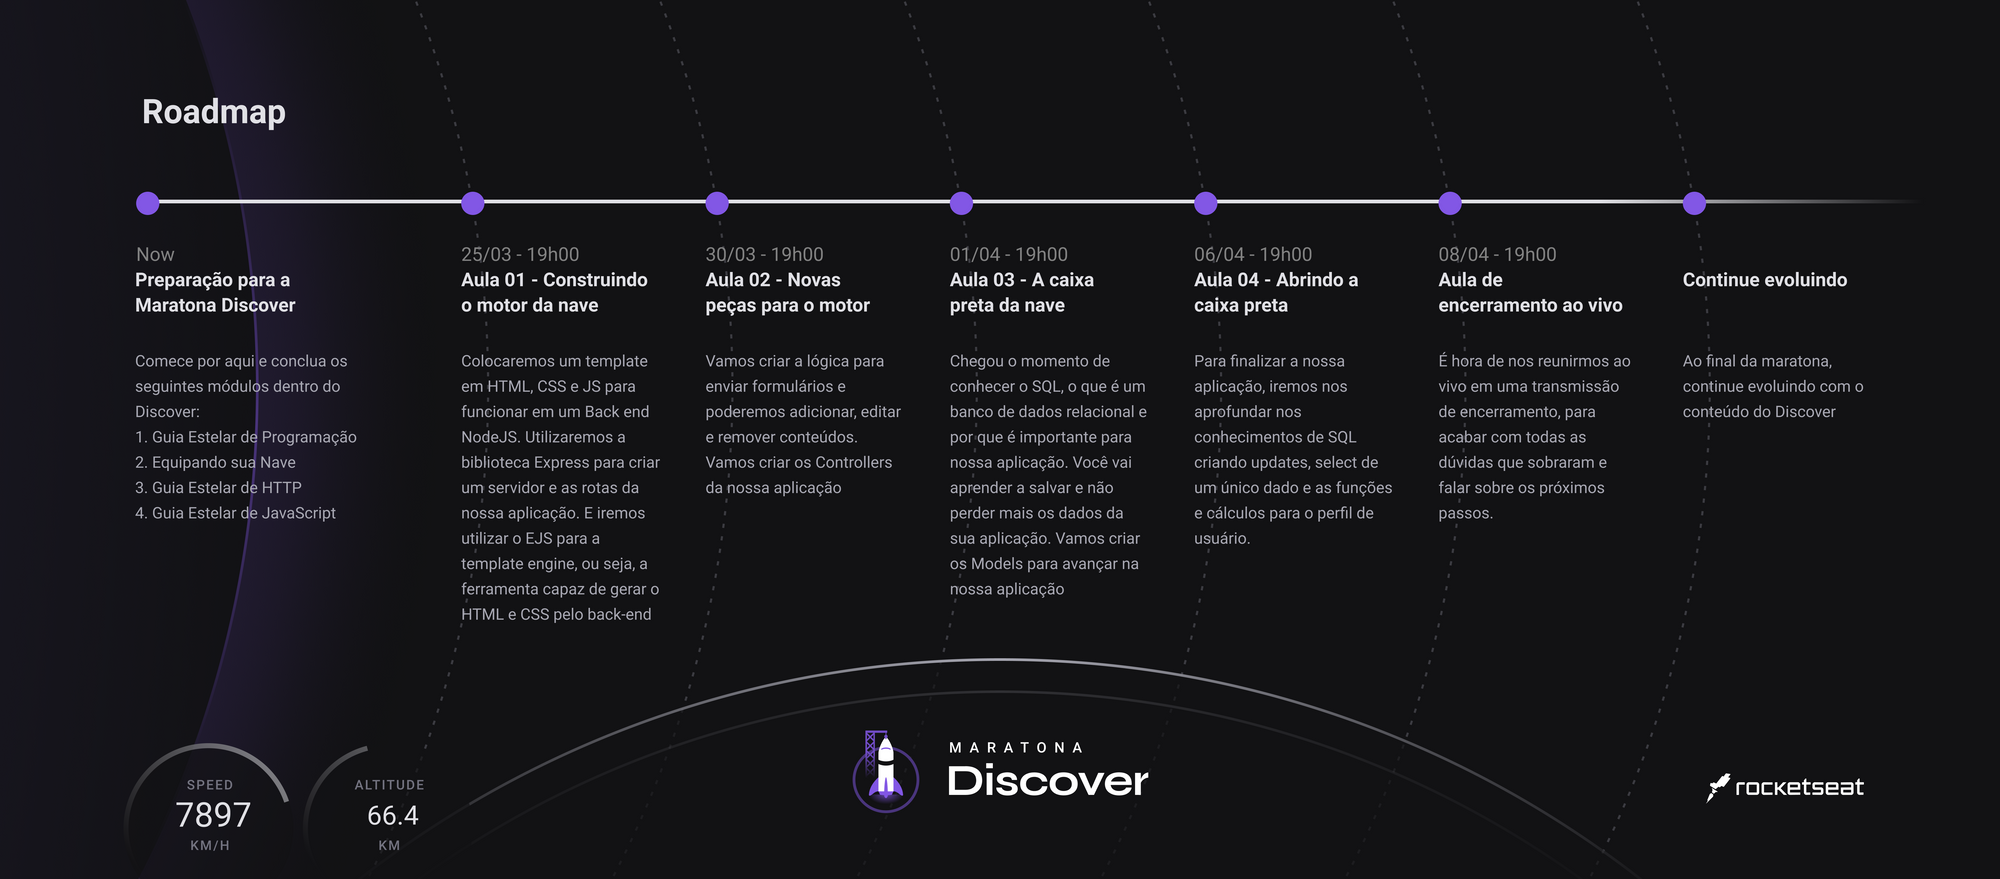 Roadmap
Now
Preparação para a
Maratona Discover
Comece por aqui e conclua os
seguintes módulos dentro do
Discover:
1. Guia Estelar de Programação
2. Equipando sua Nave
3. Guia Estelar de HTTP
4. Guia Estelar de JavaScript
25/03 - 19h00
Aula 01 - Construindo
o motor da nave
Colocaremos um template
em HTML, CSS e JS para
funcionar em um Back end
NodeJS. Utilizaremos a
biblioteca Express para criar
um servidor e as rotas da
nossa aplicação. E iremos
utilizar o EJS para a
template engine, ou seja, a
ferramenta capaz de gerar o
HTML e CSS pelo back-end
30/03 - 19h00
Aula 02 - Novas
peças para o motor
Vamos criar a lógica para
enviar formulários e
poderemos adicionar, editar
e remover conteúdos.
Vamos criar os Controllers
da nossa aplicação
01/04 - 19h00
Aula 03 - A caixa
preta da nave
Chegou o momento de
conhecer o SQL, o que é um
banco de dados relacional e
por que é importante para
nossa aplicação. Você vai
aprender a salvar e não
perder mais os dados da
sua aplicação. Vamos criar
os Models para avançar na
nossa aplicação
06/04 - 19h00
Aula 04 - Abrindo a
caixa preta
Para finalizar a nossa
aplicação, iremos nos
aprofundar nos
conhecimentos de SQL
criando updates, select de
um único dado e as funções
e cálculos para o perfil de
usuário.
08/04 - 19h00
Aula de
encerramento ao vivo
É hora de nos reunirmos ao
vivo em uma transmissão
de encerramento, para
acabar com todas as
dúvidas que sobraram e
falar sobre os próximos
passos.
Continue evoluindo
Ao final da maratona,
continue evoluindo com o
conteúdo do Discover
SPEED
7897
KM/H
ALTITUDE
66.4
KM
MARATONA
Discover
rocketseat